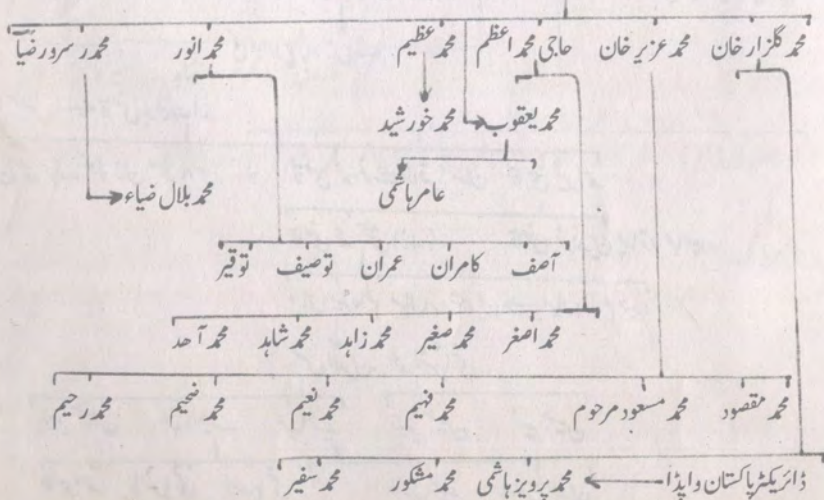 محمد گلزار خان محمد عزیر خان حاجی محمد اعظم محمد عظیم محمد انور محمد سرور ضیاؔ
محمد یعقوب محمد خورشید
عامر ہاشمی محمد بلال ضیاء
آصف کامران عمران توصیف توقیر
محمد اصغر محمد صغیر محمد زاہد محمد شاہد محمد آحد
محمد مقصود محمد مسعود مرحوم محمد فہیم محمد نعیم محمد ضحیم محمد رحیم
ڈائریکٹر پاکستان واپڈا محمد پرویز ہاشمی محمد مشکور محمد سفیر